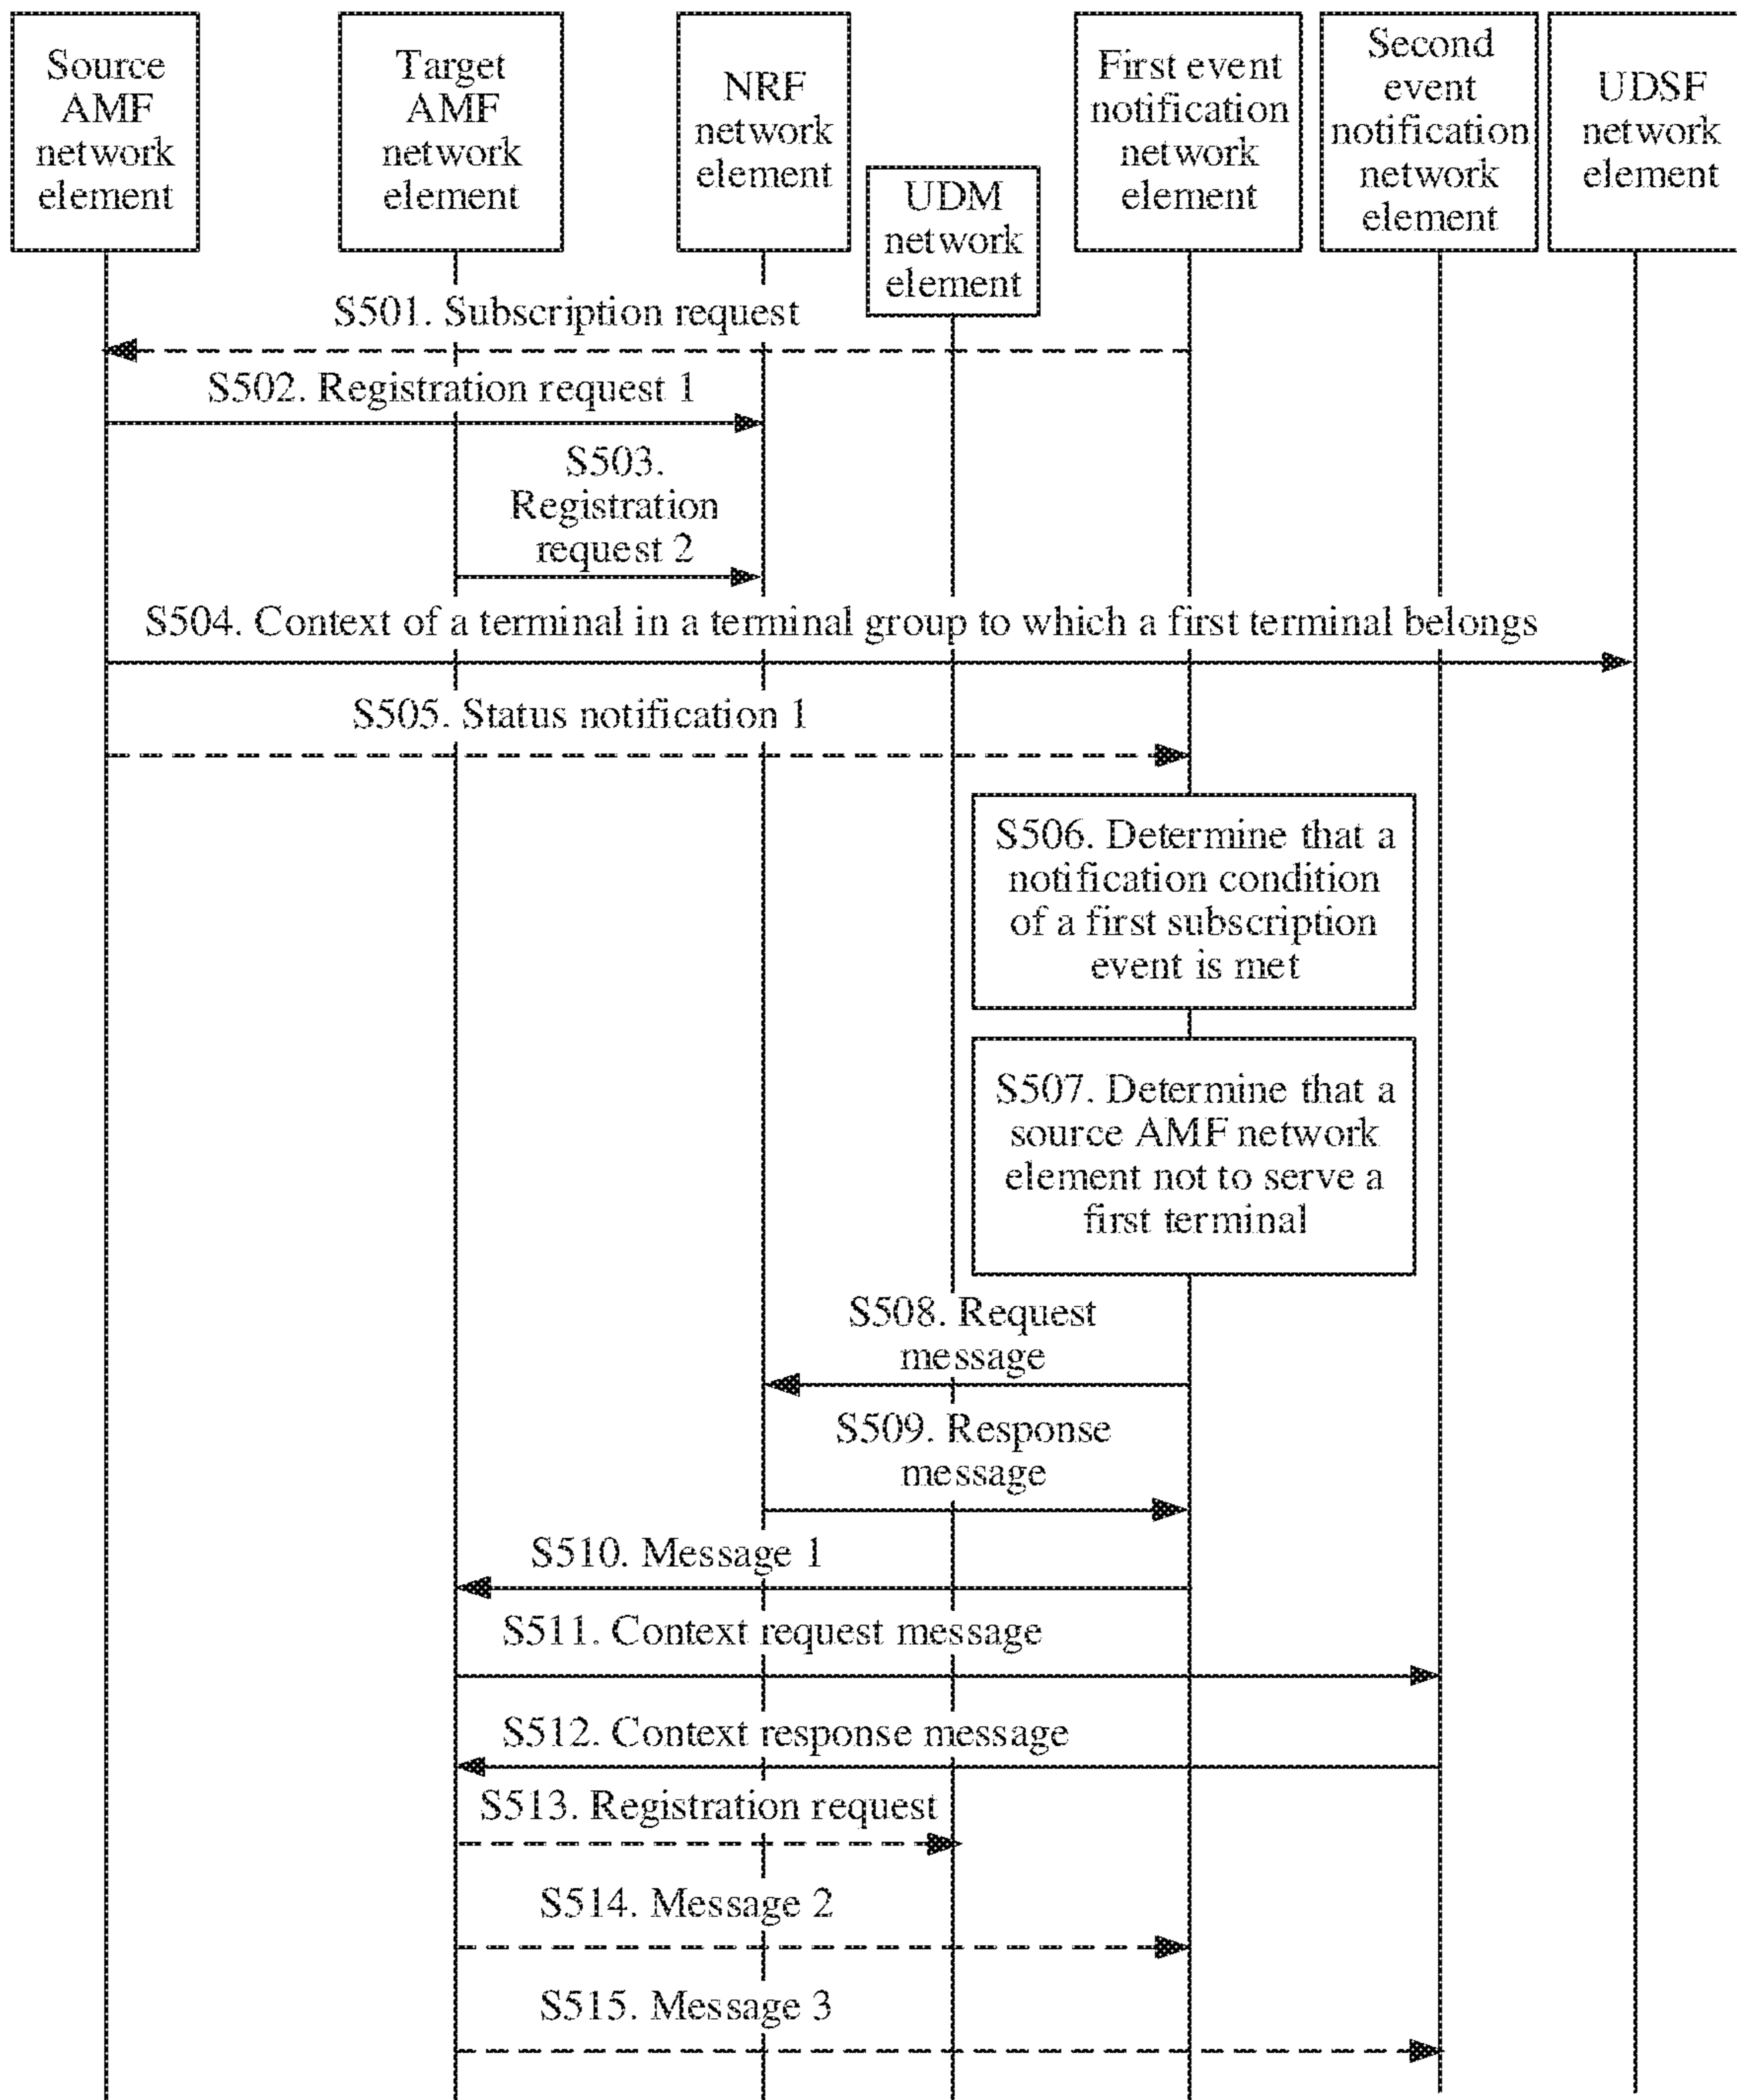 Source
AMF
network
element
Target
AMF
network
element
NRF
network
element
UDM
network
element
First event
notification
network
element
Second
event
notification
network
element
UDSF
network
element
S501. Subscription request
S502. Registration request 1
S503.
Registration
request 2
S504. Context of a terminal in a terminal group to which a first terminal belongs
S505. Status notification 1
S506. Determine that a
notification condition
of a first subscription
event is met
S507. Determine that a
source AMF network
element not to serve a
first terminal
S508. Request
message
S509. Response
message
S510. Message 1
S511. Context request message
S512. Context response message
S513. Registration request
S514. Message 2
S515. Message 3